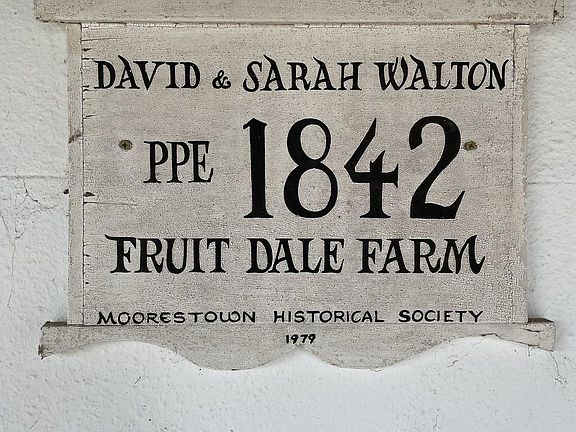 DAVID & SARAH WALTON
PPE 1842
FRUIT DALE FARM
MOORESTOWN HISTORICAL SOCIETY
1979